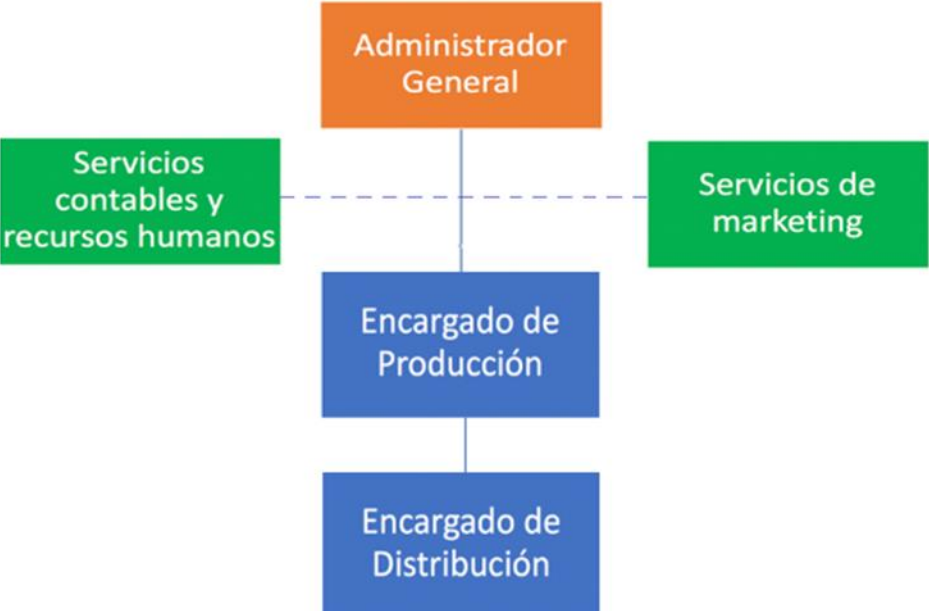 Administrador
General
Servicios
contables y
recursos humanos
Servicios de
marketing
Encargado de
Producción
Encargado de
Distribución